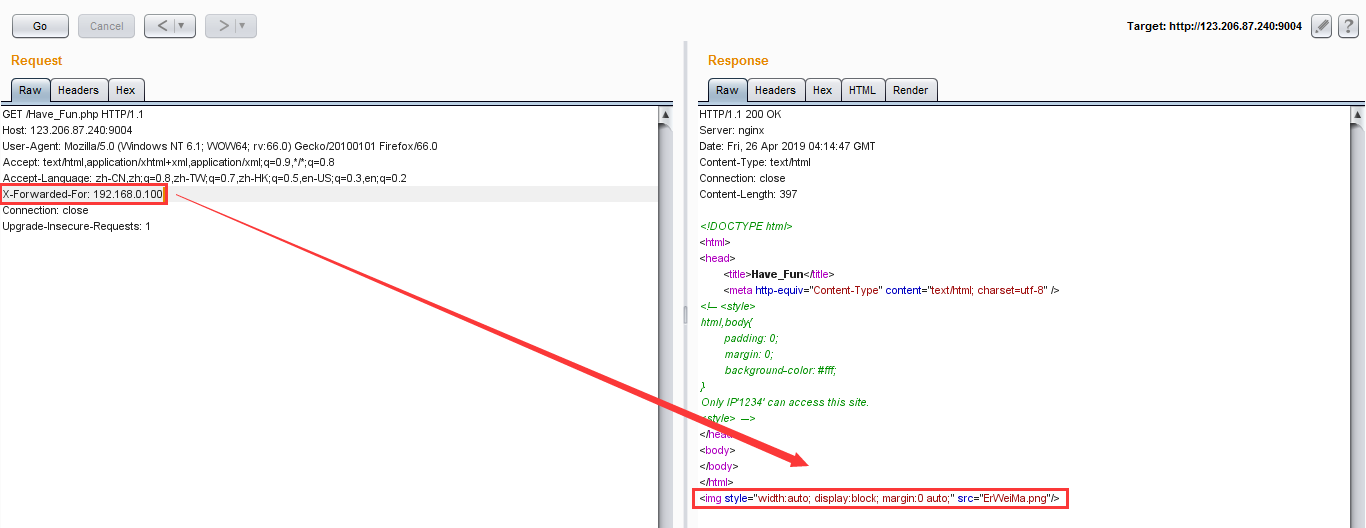 Go Cancel < > Target: http://123.206.87.240:9004 ?
Request
Raw Headers Hex
GET /Have_Fun.php HTTP/1.1
Host: 123.206.87.240:9004
User-Agent: Mozilla/5.0 (Windows NT 6.1; WOW64; rv:66.0) Gecko/20100101 Firefox/66.0
Accept: text/html,application/xhtml+xml,application/xml;q=0.9,*/*;q=0.8
Accept-Language: zh-CN,zh;q=0.8,zh-TW;q=0.7,zh-HK;q=0.5,en-US;q=0.3,en;q=0.2
X-Forwarded-For: 192.168.0.100
Connection: close
Upgrade-Insecure-Requests: 1
Response
Raw Headers Hex HTML Render
HTTP/1.1 200 OK
Server: nginx
Date: Fri, 26 Apr 2019 04:14:47 GMT
Content-Type: text/html
Connection: close
Content-Length: 397
<!DOCTYPE html>
<html>
<head>
<title>Have_Fun</title>
<meta http-equiv="Content-Type" content="text/html; charset=utf-8" />
<!-- <style>
html,body{
padding: 0;
margin: 0;
background-color: #fff;
}
Only IP'1234' can access this site.
<style> -->
</head>
<body>
</body>
</html>
<img style="width:auto; display:block; margin:0 auto;" src="ErWeiMa.png"/>